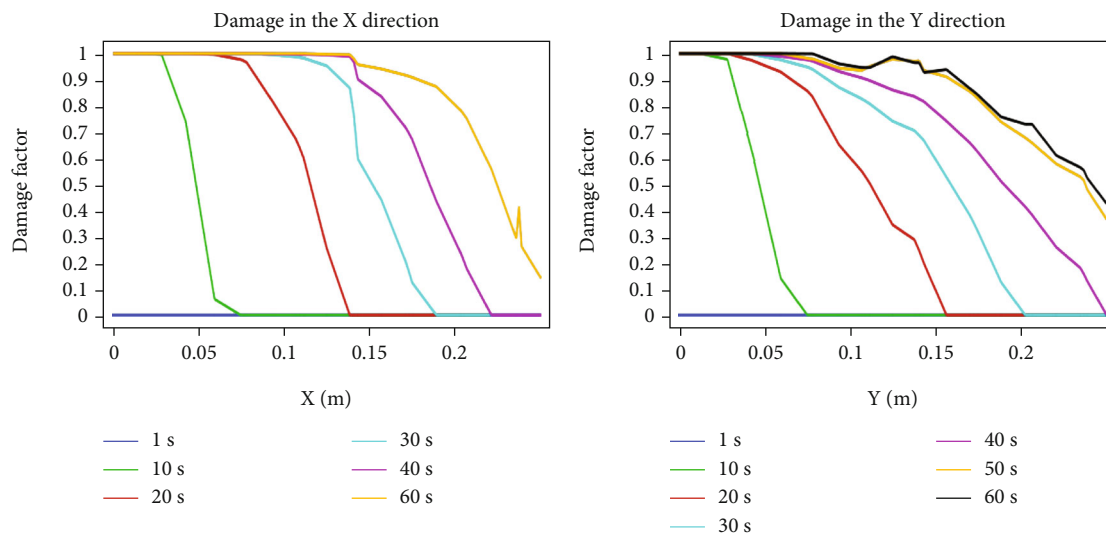 Damage in the X direction
1
0.9
0.8
0.7
0.6
0.5
0.4
0.3
0.2
0.1
0
Damage factor
0 0.05 0.1 0.15 0.2
X (m)
1 s
10 s
20 s
30 s
40 s
60 s
Damage in the Y direction
1
0.9
0.8
0.7
0.6
0.5
0.4
0.3
0.2
0.1
0
Damage factor
0 0.05 0.1 0.15 0.2
Y (m)
1 s
10 s
20 s
30 s
40 s
50 s
60 s